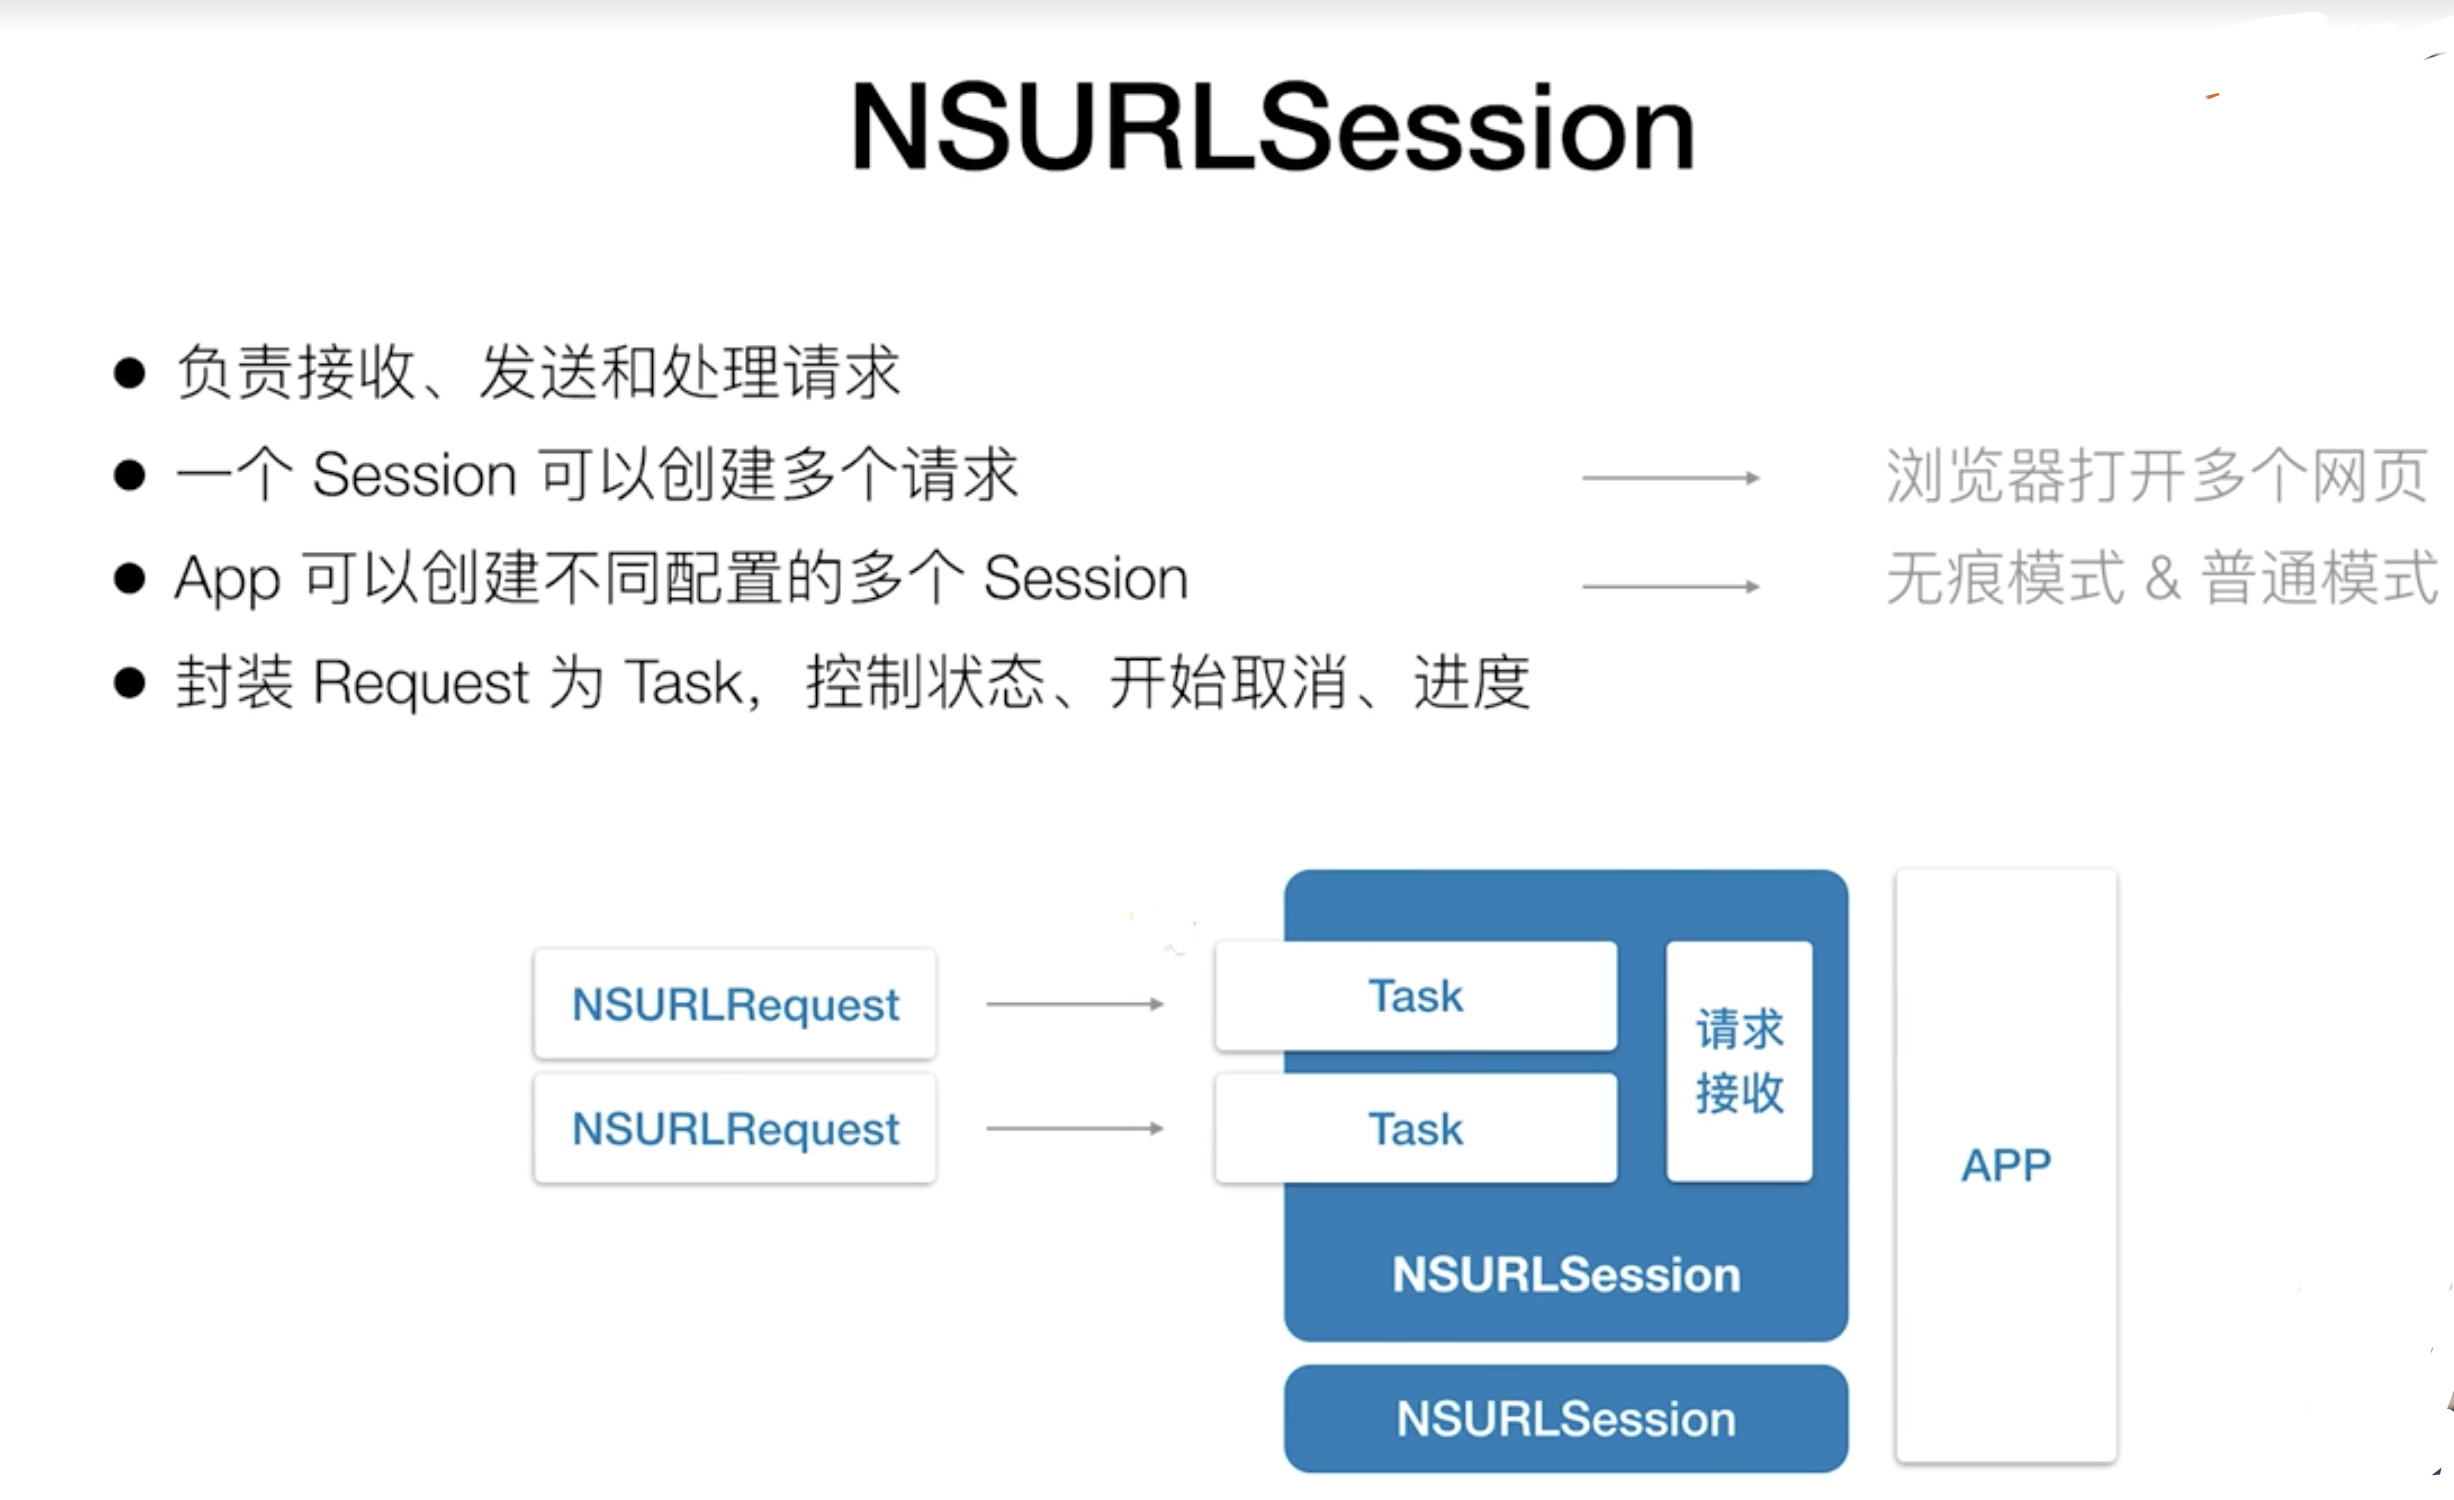 NSURLSession
● 负责接收、发送和处理请求
● 一个 Session 可以创建多个请求
浏览器打开多个网页
● App 可以创建不同配置的多个 Session
无痕模式 & 普通模式
● 封装 Request 为 Task，控制状态、开始取消、进度
NSURLRequest
Task
NSURLRequest
Task
请求
接收
NSURLSession
NSURLSession
APP